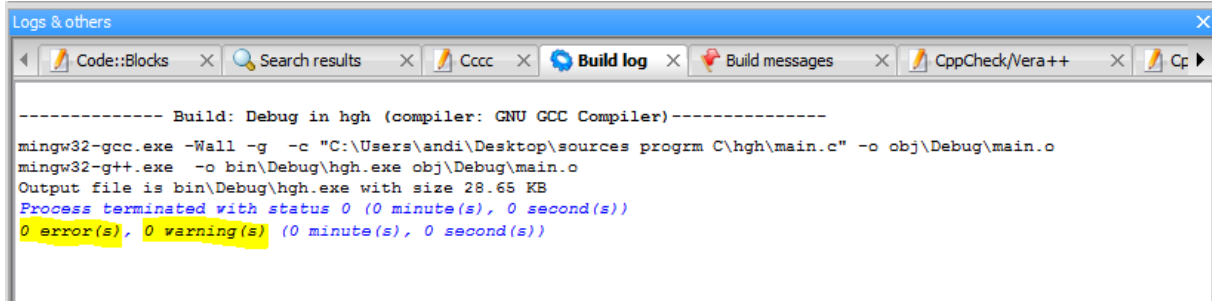 Logs & others
Code::Blocks Search results Cccc Build log Build messages CppCheck/Vera++ Cp
-------------- Build: Debug in hgh (compiler: GNU GCC Compiler)---------------
mingw32-gcc.exe -Wall -g  -c "C:\Users\andi\Desktop\sources progrm C\hgh\main.c" -o obj\Debug\main.o
mingw32-g++.exe  -o bin\Debug\hgh.exe obj\Debug\main.o
Output file is bin\Debug\hgh.exe with size 28.65 KB
Process terminated with status 0 (0 minute(s), 0 second(s))
0 error(s), 0 warning(s) (0 minute(s), 0 second(s))